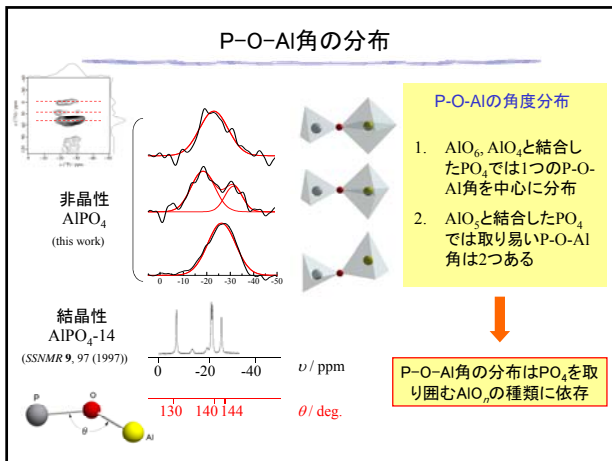 P-O-Al角の分布
非晶性
AlPO4
(this work)
0 -5 -10 -15 -20 -25 -30 -35 -40 -45 -50
結晶性
AlPO4-14
(SSNMR 9, 97 (1997))
0 -20 -40
υ / ppm
130 140 144
θ / deg.
P
O
θ
Al
P-O-Alの角度分布
1. AlO6, AlO4と結合し
たPO4では1つのP-O-
Al角を中心に分布
2. AlO5と結合したPO4
では取り易いP-O-Al
角は2つある
P-O-Al角の分布はPO4を取
り囲むAlOnの種類に依存